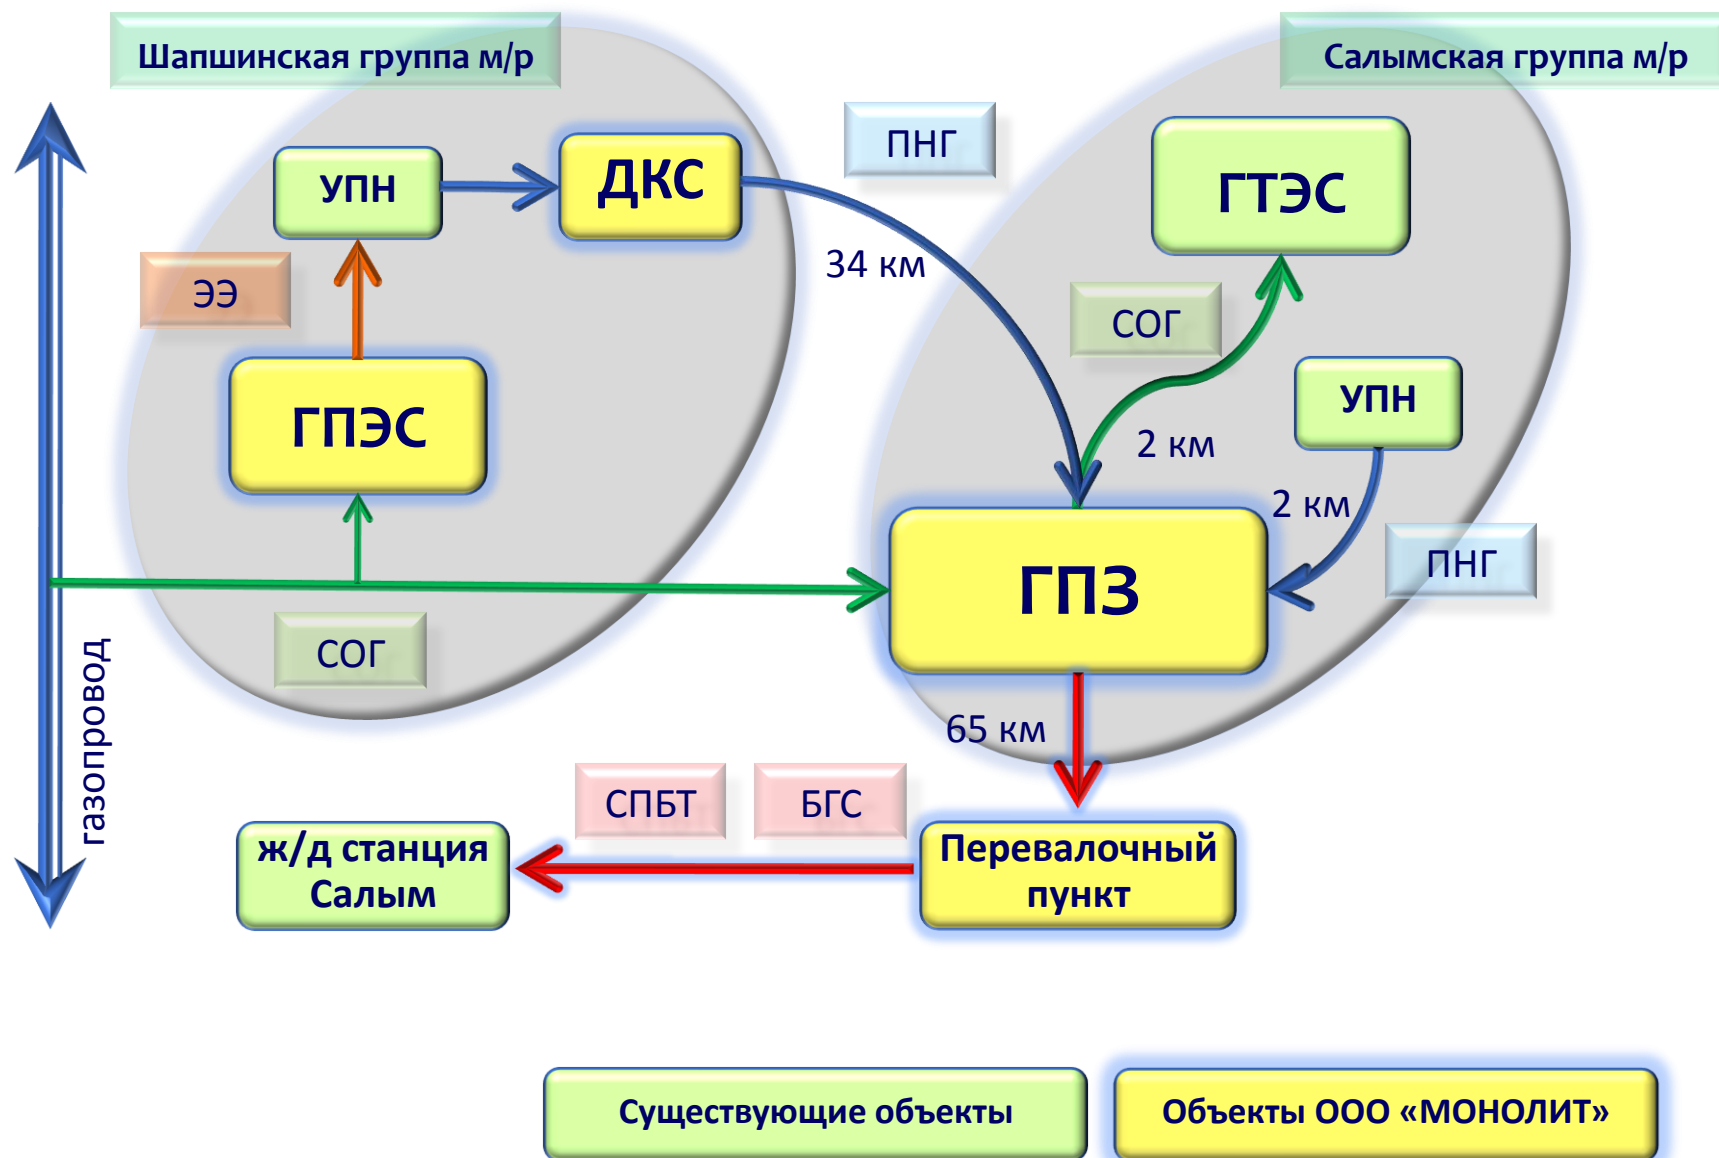 Шапшинская группа м/р
Салымская группа м/р
ПНГ
УПН
ДКС
ГТЭС
34 км
ЭЭ
СОГ
УПН
ГПЭС
2 км
2 км
ПНГ
ГПЗ
СОГ
газопровод
65 км
СПБТ
БГС
ж/д станция
Салым
Перевалочный
пункт
Существующие объекты
Объекты ООО «МОНОЛИТ»